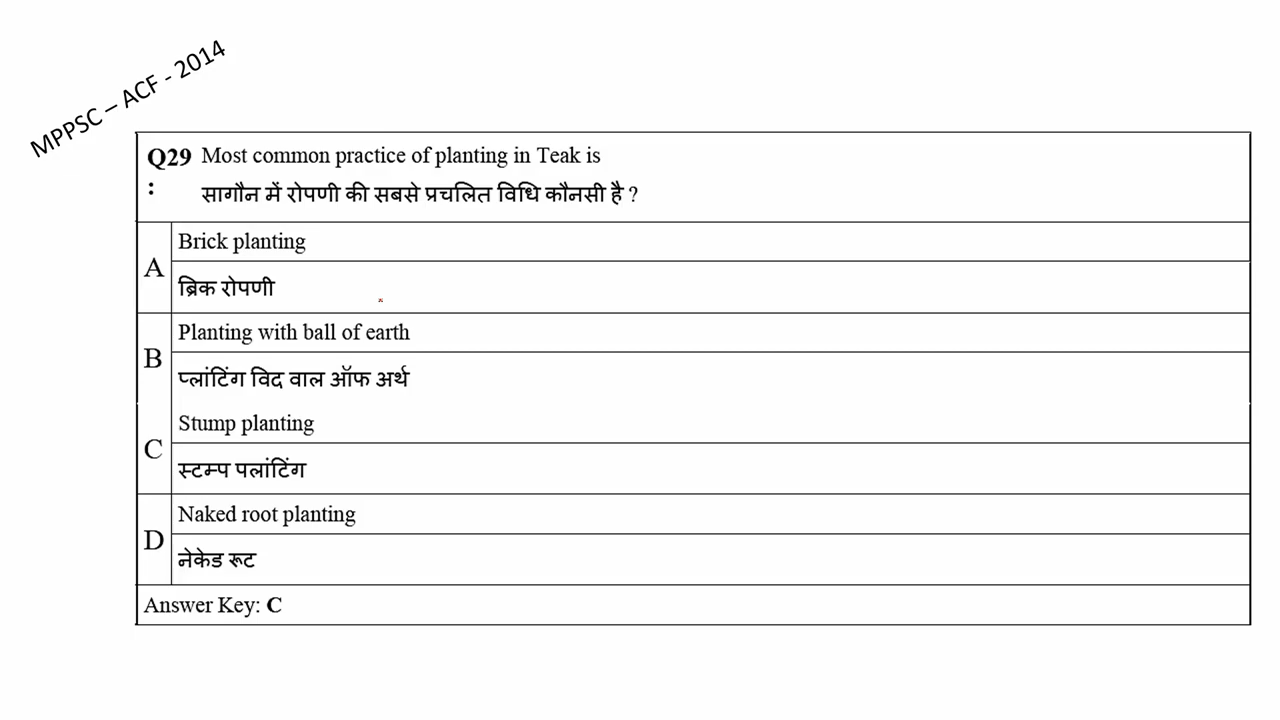 MPPSC – ACF - 2014
Q29 Most common practice of planting in Teak is
: सागौन में रोपणी की सबसे प्रचलित विधि कौनसी है ?
A
Brick planting
ब्रिक रोपणी
B
Planting with ball of earth
प्लांटिंग विद वाल ऑफ अर्थ
C
Stump planting
स्टम्प पलांटिंग
D
Naked root planting
नेकेड रूट
Answer Key: C